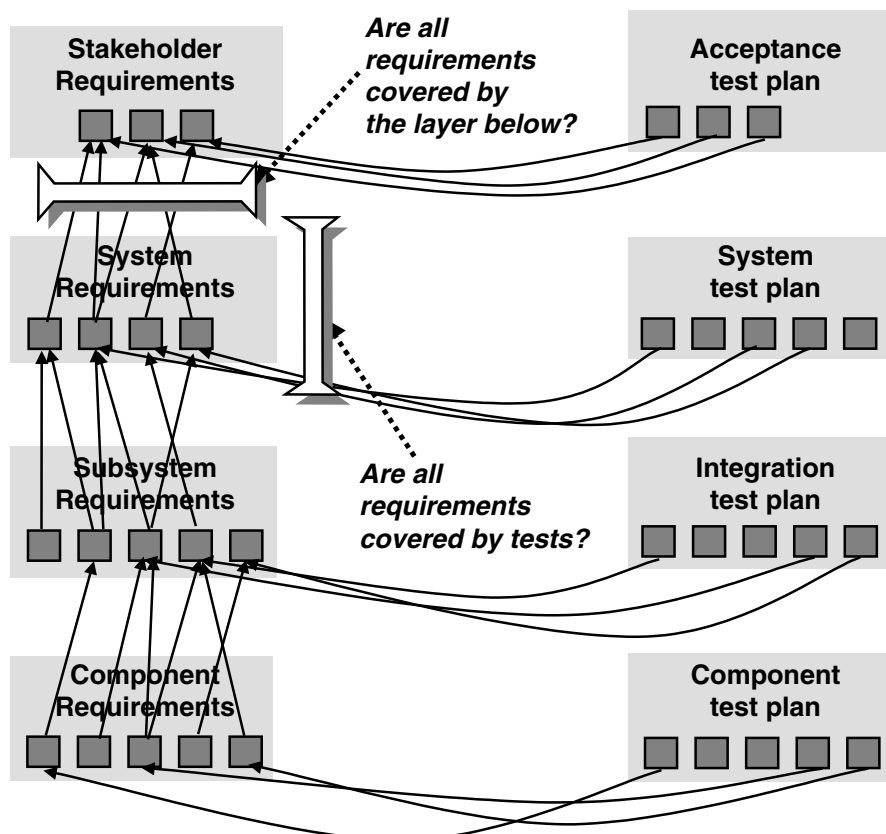 Stakeholder
Requirements
Are all
requirements
covered by
the layer below?
Acceptance
test plan
System
Requirements
System
test plan
Subsystem
Requirements
Are all
requirements
covered by tests?
Integration
test plan
Component
Requirements
Component
test plan